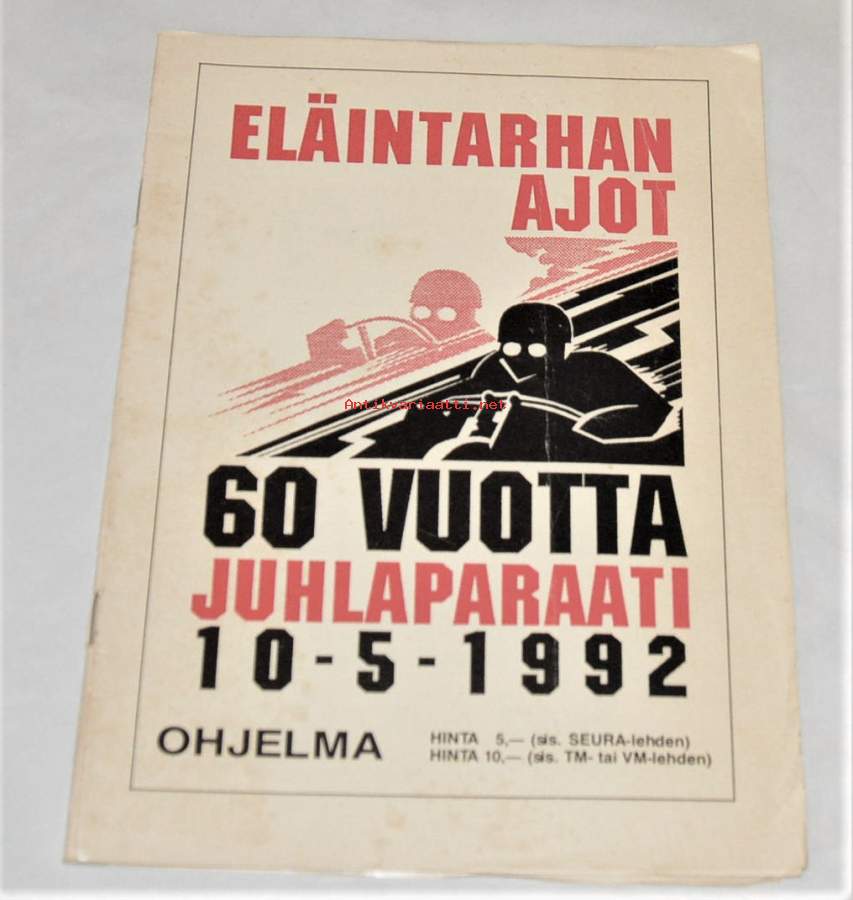 ELÄINTARHAN
AJOT
Antikvariaatti.net
60 VUOTTA
JUHLAPARAATI
10-5-1992
OHJELMA
HINTA 5,— (sis. SEURA-lehden)
HINTA 10,— (sis. TM- tai VM-lehden)